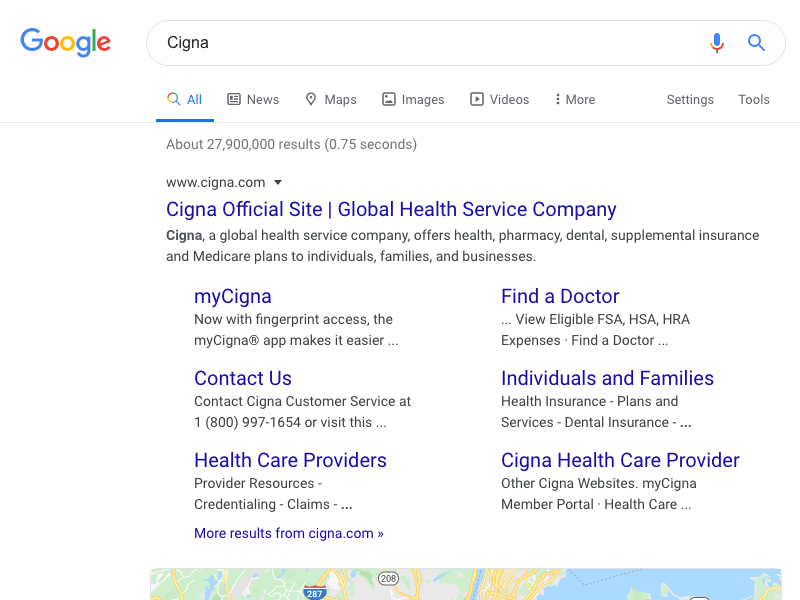 Google
Cigna
All News Maps Images Videos More Settings Tools
About 27,900,000 results (0.75 seconds)
www.cigna.com
Cigna Official Site | Global Health Service Company
Cigna, a global health service company, offers health, pharmacy, dental, supplemental insurance
and Medicare plans to individuals, families, and businesses.
myCigna
Now with fingerprint access, the
myCigna® app makes it easier ...
Find a Doctor
... View Eligible FSA, HSA, HRA
Expenses · Find a Doctor ...
Contact Us
Contact Cigna Customer Service at
1 (800) 997-1654 or visit this ...
Individuals and Families
Health Insurance - Plans and
Services - Dental Insurance - ...
Health Care Providers
Provider Resources -
Credentialing - Claims - ...
Cigna Health Care Provider
Other Cigna Websites. myCigna
Member Portal · Health Care ...
More results from cigna.com »
208
287